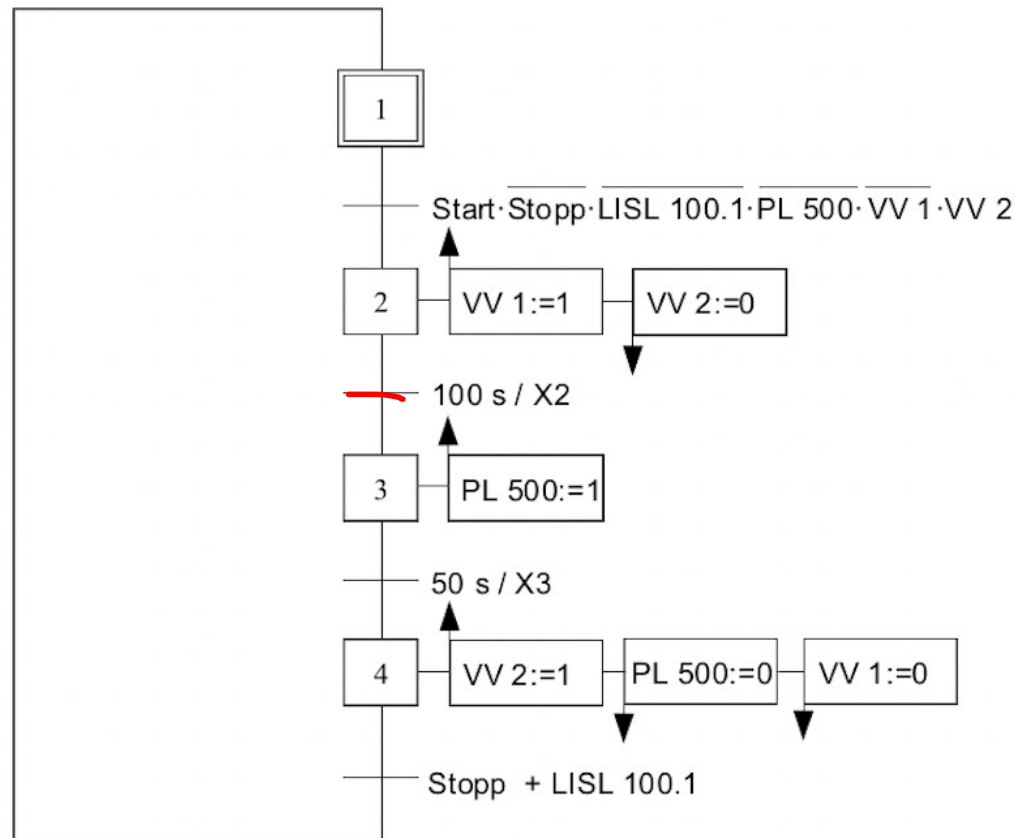 1
Start·Stopp·LISL 100.1·PL 500·VV 1·VV 2
2 VV 1:=1 VV 2:=0
100 s / X2
3 PL 500:=1
50 s / X3
4 VV 2:=1 PL 500:=0 VV 1:=0
Stopp + LISL 100.1